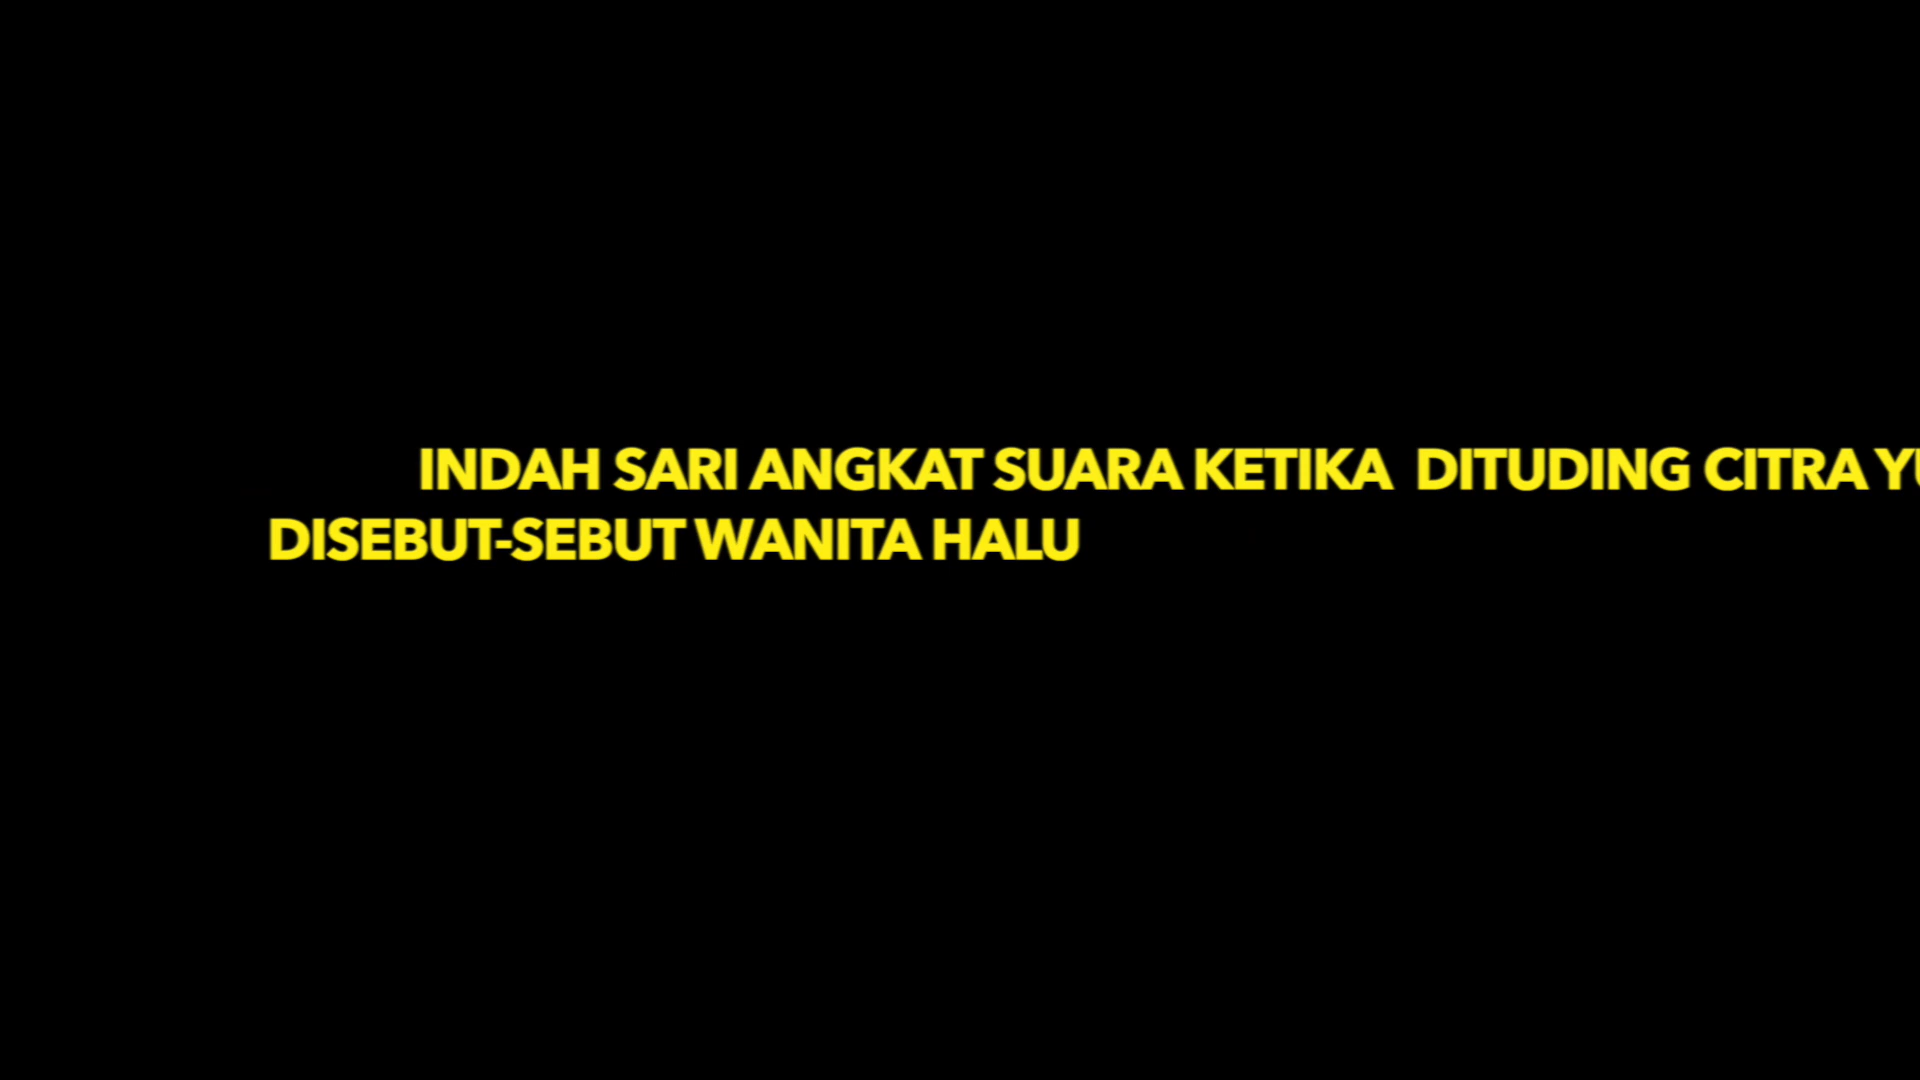 INDAH SARI ANGKAT SUARA KETIKA  DITUDING CITRA
DISEBUT-SEBUT WANITA HALU